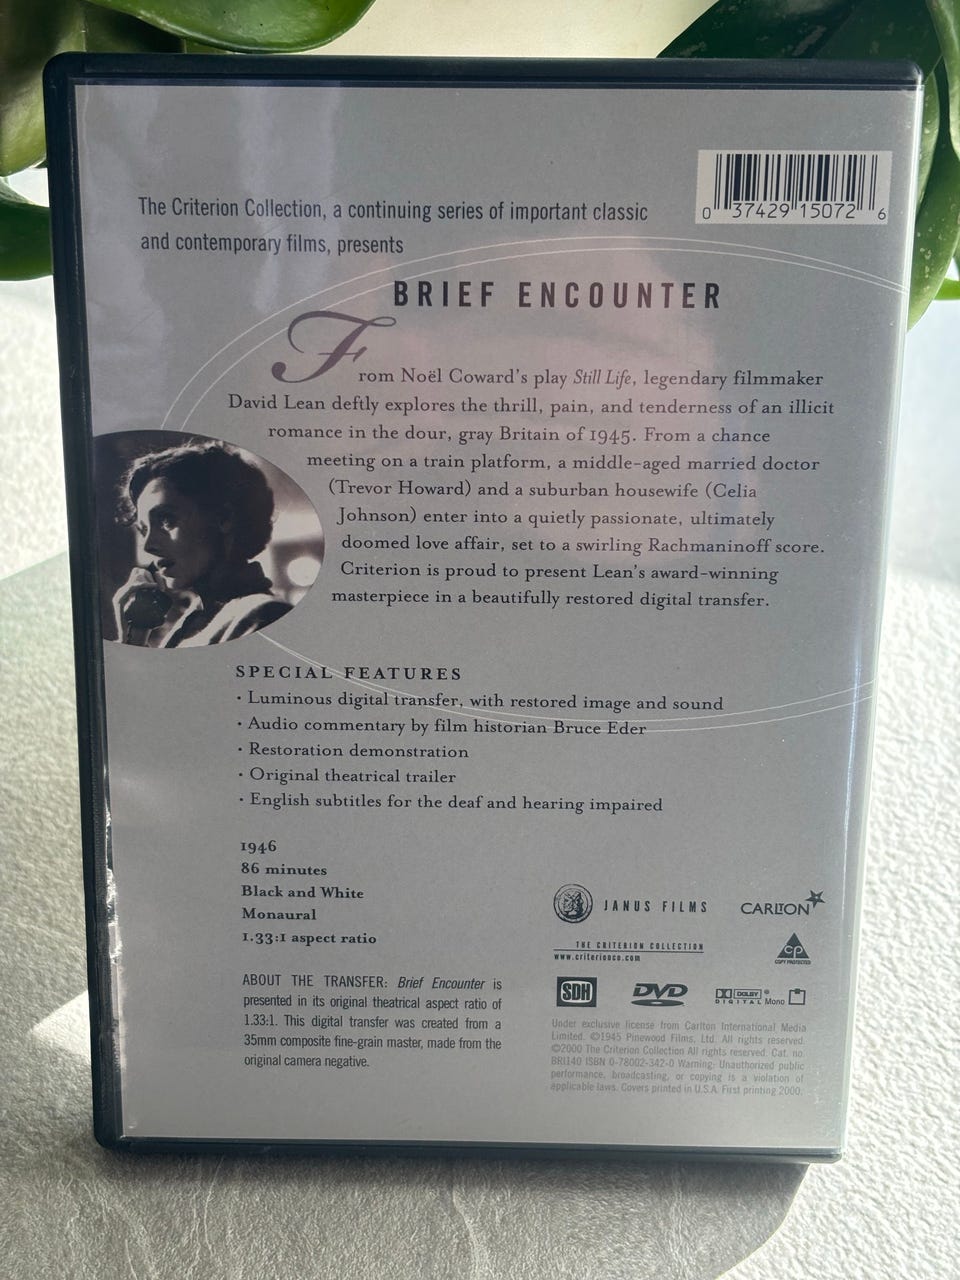 The Criterion Collection, a continuing series of important classic
and contemporary films, presents
0 37429 15072 6
BRIEF ENCOUNTER
From Noël Coward's play Still Life, legendary filmmaker
David Lean deftly explores the thrill, pain, and tenderness of an illicit
romance in the dour, gray Britain of 1945. From a chance
meeting on a train platform, a middle-aged married doctor
(Trevor Howard) and a suburban housewife (Celia
Johnson) enter into a quietly passionate, ultimately
doomed love affair, set to a swirling Rachmaninoff score.
Criterion is proud to present Lean's award-winning
masterpiece in a beautifully restored digital transfer.
SPECIAL FEATURES
· Luminous digital transfer, with restored image and sound
· Audio commentary by film historian Bruce Eder
· Restoration demonstration
· Original theatrical trailer
· English subtitles for the deaf and hearing impaired
1946
86 minutes
Black and White
Monaural
1.33:1 aspect ratio
ABOUT THE TRANSFER: Brief Encounter is
presented in its original theatrical aspect ratio of
1.33:1. This digital transfer was created from a
35mm composite fine-grain master, made from the
original camera negative.
JANUS FILMS
CARLTON
THE CRITERION COLLECTION
www.criterionco.com
CP
COPY PROTECTED
SDH
DVD
DOLBY
DIGITAL Mono
Under exclusive license from Carlton International Media
Limited. ©1945 Pinewood Films, Ltd. All rights reserved.
©2000 The Criterion Collection All rights reserved. Cat. no.
BRI140 ISBN 0-78002-342-0 Warning: Unauthorized public
performance, broadcasting, or copying is a violation of
applicable laws. Covers printed in U.S.A. First printing 2000.